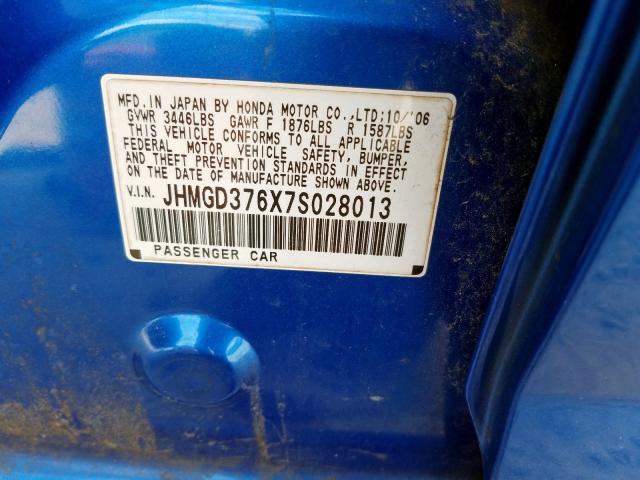 MFD. IN JAPAN BY HONDA MOTOR CO.,LTD:10/'06
GVWR 3446LBS GAWR F 1876LBS R 1587LBS
THIS VEHICLE CONFORMS TO ALL APPLICABLE
FEDERAL MOTOR VEHICLE SAFETY, BUMPER,
AND THEFT PREVENTION STANDARDS IN EFFECT
ON THE DATE OF MANUFACTURE SHOWN ABOVE.
V.I.N. JHMGD376X7S028013
PASSENGER CAR